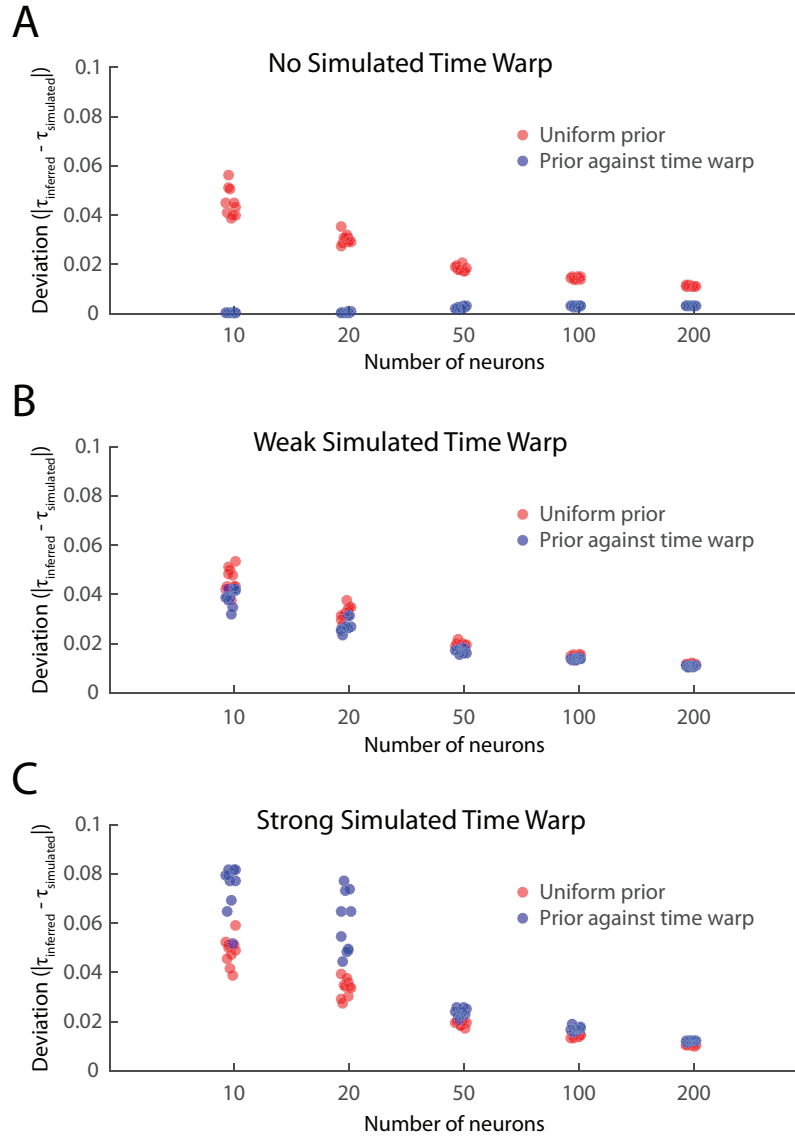 A
No Simulated Time Warp
Deviation (|τinferred - τsimulated|)
0.1
0.08
0.06
0.04
0.02
0
Uniform prior
Prior against time warp
10 20 50 100 200
Number of neurons
B
Weak Simulated Time Warp
Deviation (|τinferred - τsimulated|)
0.1
0.08
0.06
0.04
0.02
0
Uniform prior
Prior against time warp
10 20 50 100 200
Number of neurons
C
Strong Simulated Time Warp
Deviation (|τinferred - τsimulated|)
0.1
0.08
0.06
0.04
0.02
0
Uniform prior
Prior against time warp
10 20 50 100 200
Number of neurons